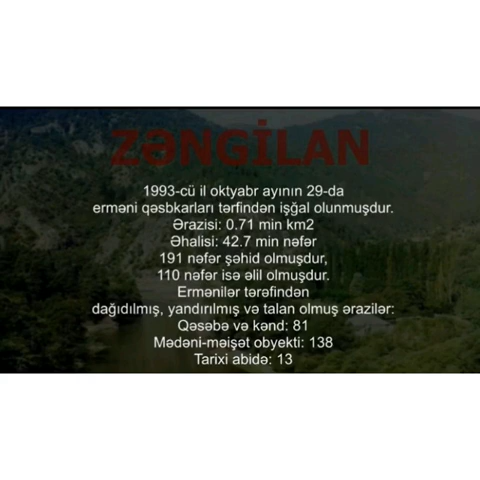 ZƏNGİLAN
1993-cü il oktyabr ayının 29-da
erməni qəsbkarları tərfindən işğal olunmuşdur.
Ərazisi: 0.71 min km2
Əhalisi: 42.7 min nəfər
191 nəfər şəhid olmuşdur,
110 nəfər isə əlil olmuşdur.
Ermənilər tərəfindən
dağıdılmış, yandırılmış və talan olmuş ərazilər:
Qəsəbə və kənd: 81
Mədəni-məişət obyekti: 138
Tarixi abidə: 13